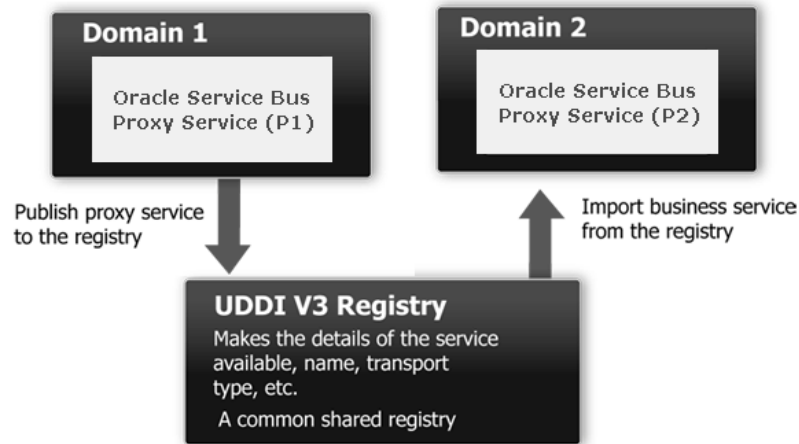 Domain 1
Oracle Service Bus
Proxy Service (P1)
Domain 2
Oracle Service Bus
Proxy Service (P2)
Publish proxy service
to the registry
Import business service
from the registry
UDDI V3 Registry
Makes the details of the service
available, name, transport
type, etc.
A common shared registry